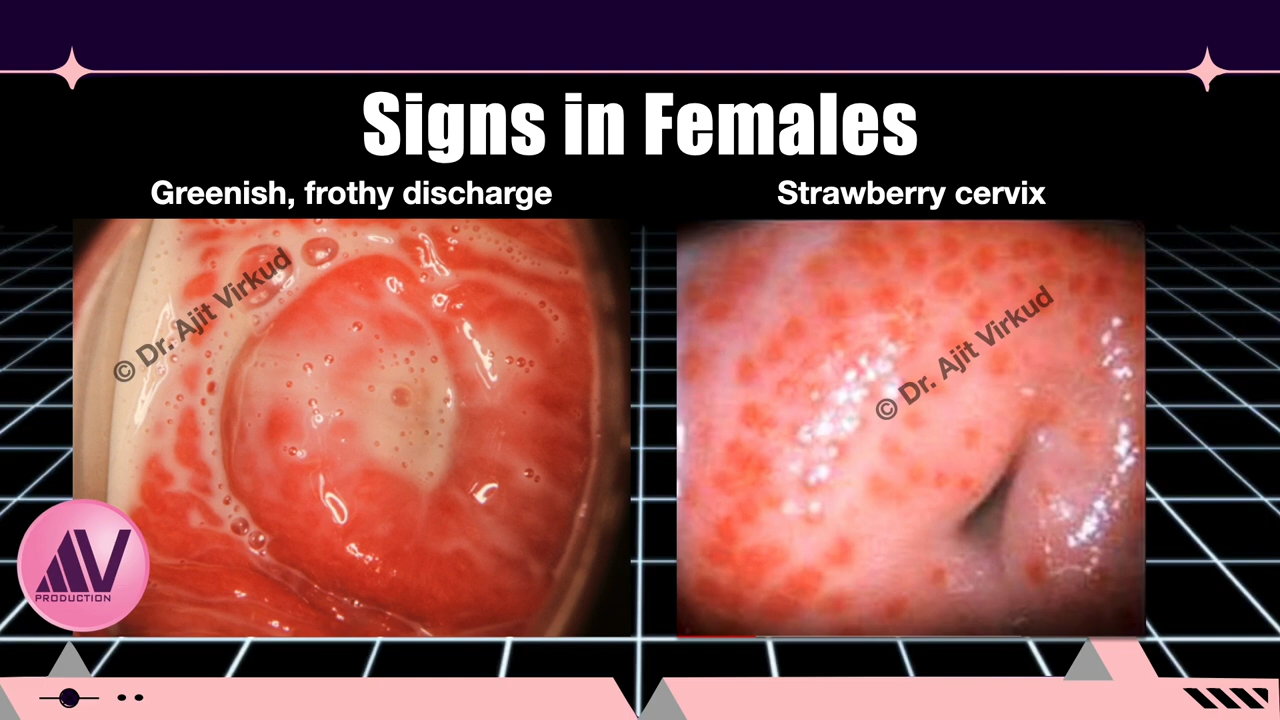 Signs in Females
Greenish, frothy discharge
Strawberry cervix
© Dr. Ajit Virkud
© Dr. Ajit Virkud
AV
PRODUCTION